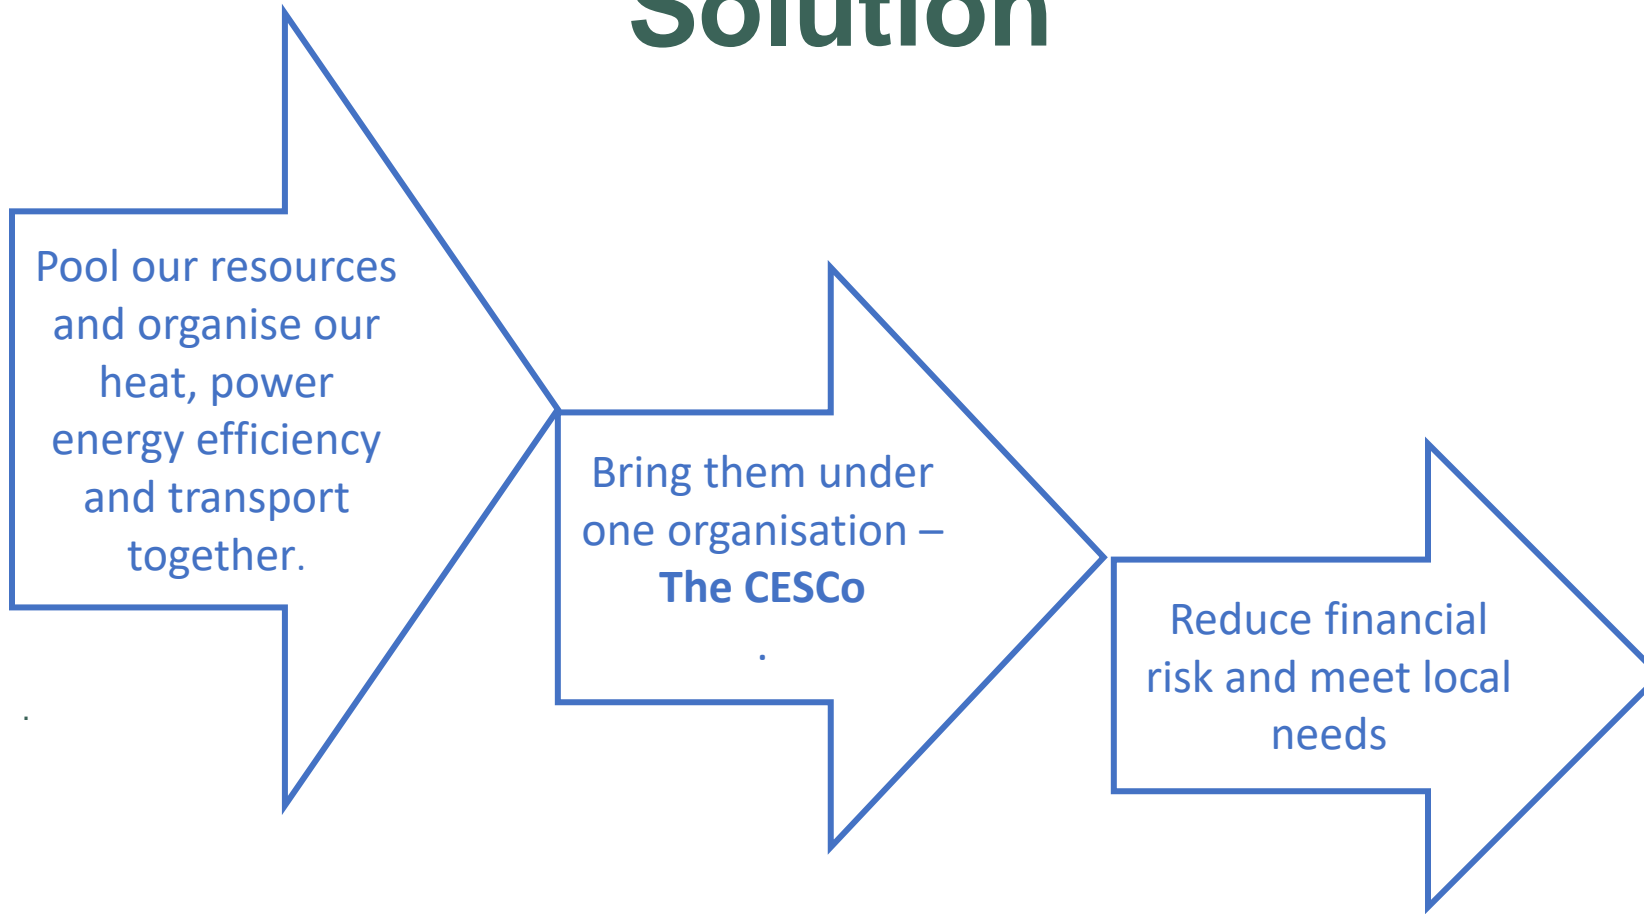 Solution
Pool our resources
and organise our
heat, power
energy efficiency
and transport
together.
Bring them under
one organisation –
The CESCo
.
Reduce financial
risk and meet local
needs
.